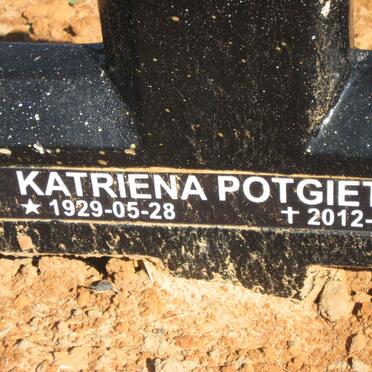 KATRIENA POTGIET
★ 1929-05-28 ✝ 2012-